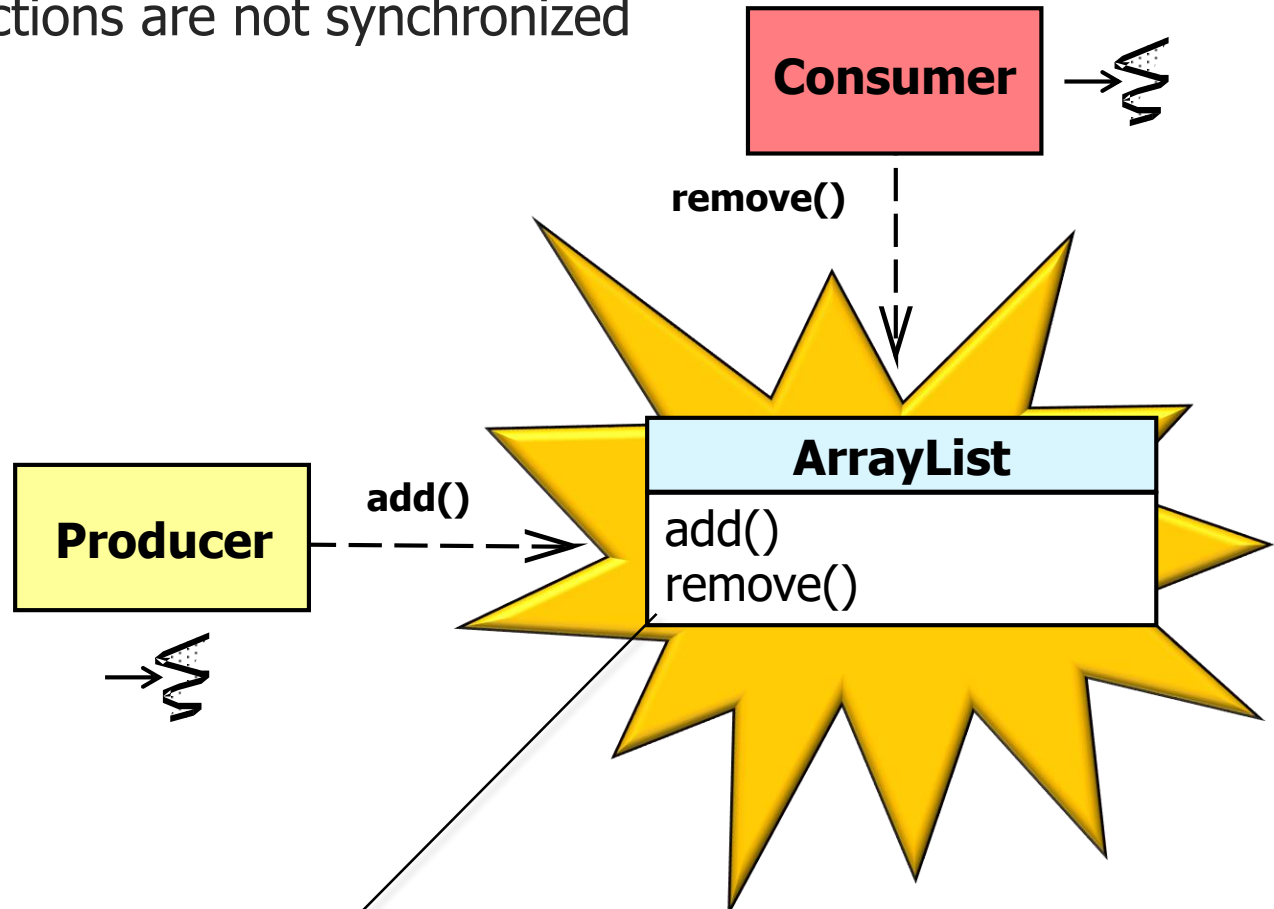 ctions are not synchronized
Consumer
remove()
ArrayList
add()
Producer
add()
remove()